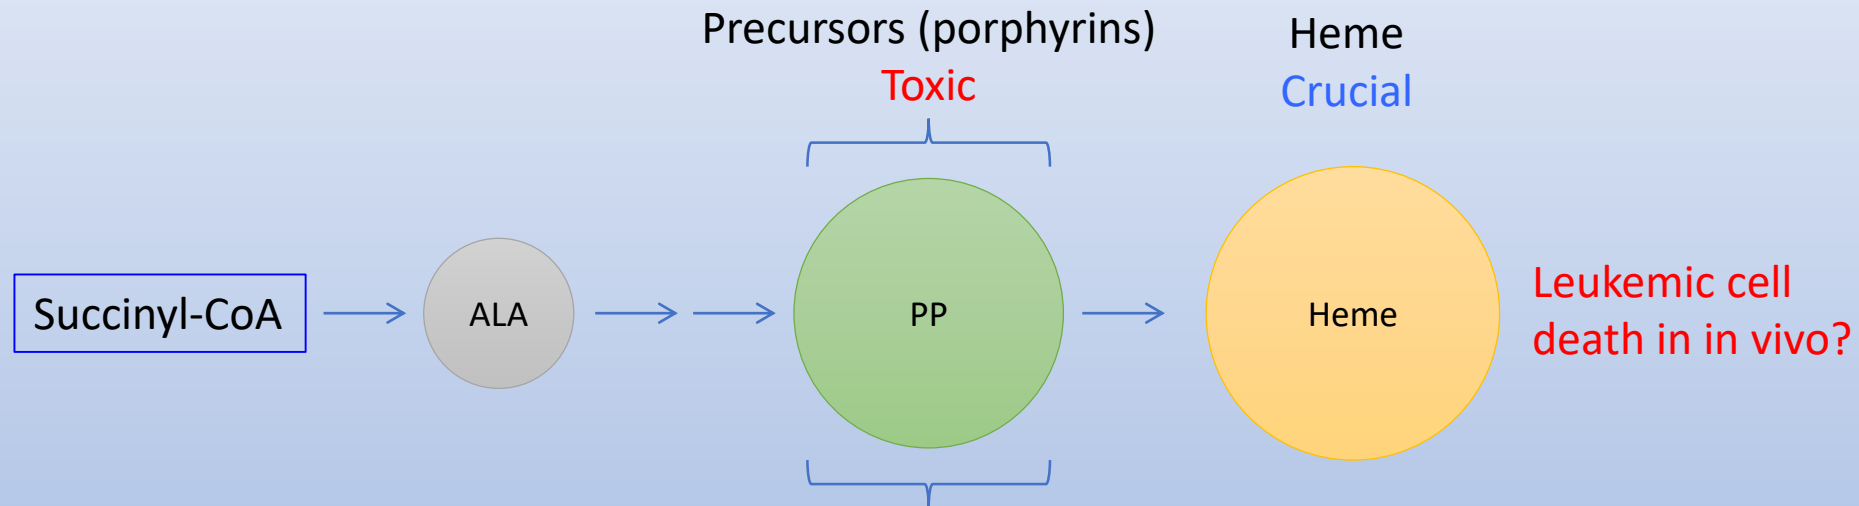 Precursors (porphyrins)
Toxic
Heme
Crucial
Succinyl-CoA
ALA
PP
Heme
Leukemic cell
death in in vivo?